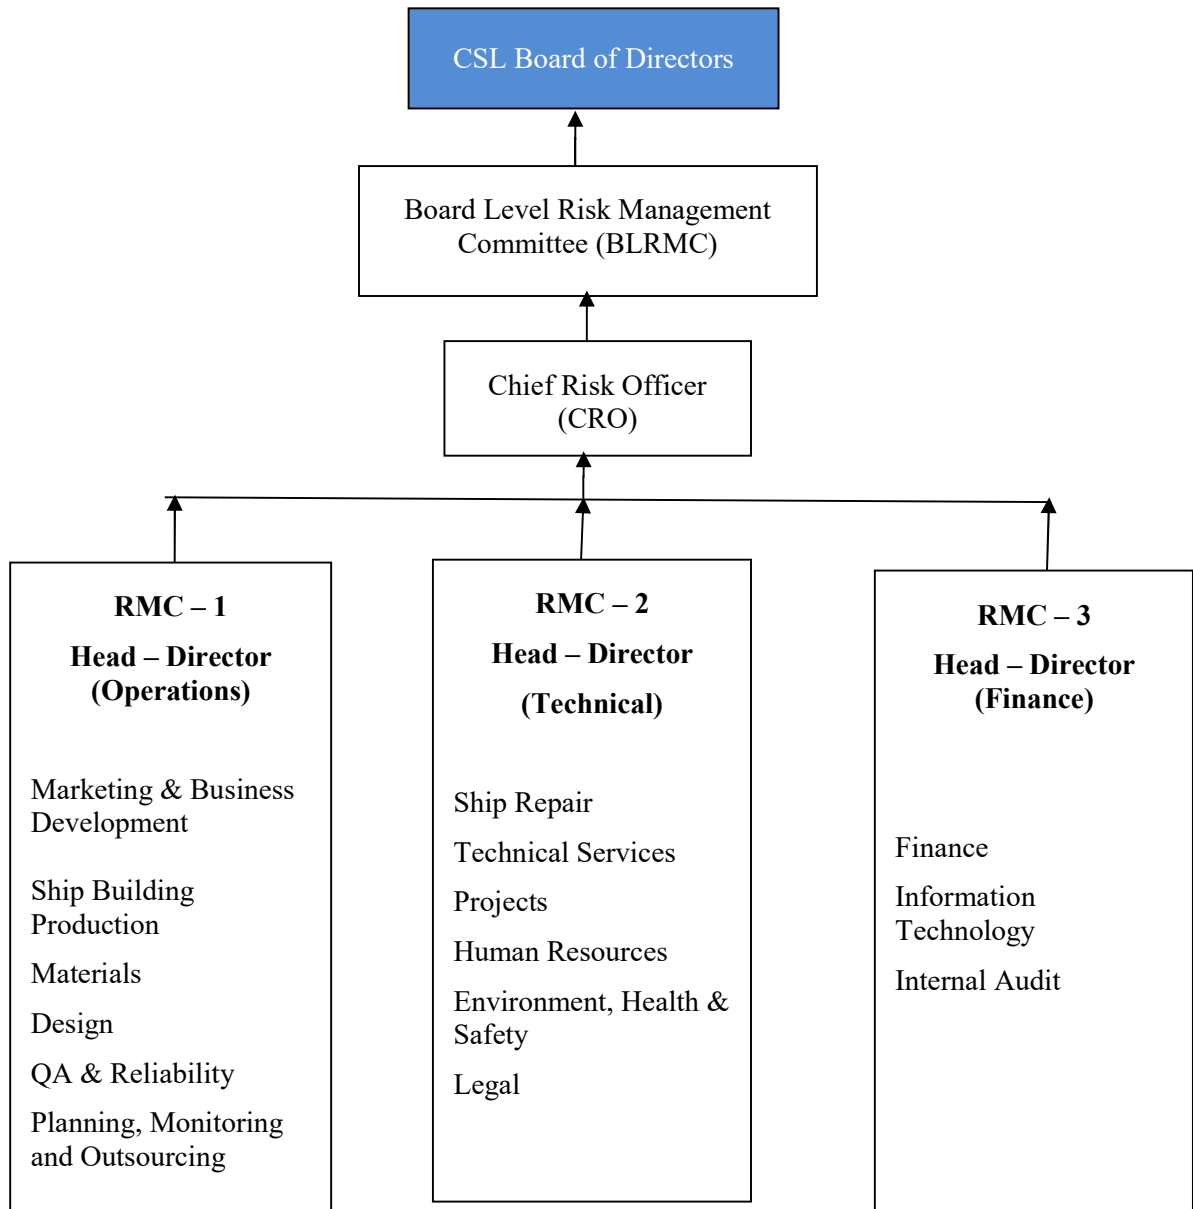 CSL Board of Directors
Board Level Risk Management
Committee (BLRMC)
Chief Risk Officer
(CRO)
RMC – 1
Head – Director
(Operations)
Marketing & Business
Development
Ship Building
Production
Materials
Design
QA & Reliability
Planning, Monitoring
and Outsourcing
RMC – 2
Head – Director
(Technical)
Ship Repair
Technical Services
Projects
Human Resources
Environment, Health &
Safety
Legal
RMC – 3
Head – Director
(Finance)
Finance
Information
Technology
Internal Audit